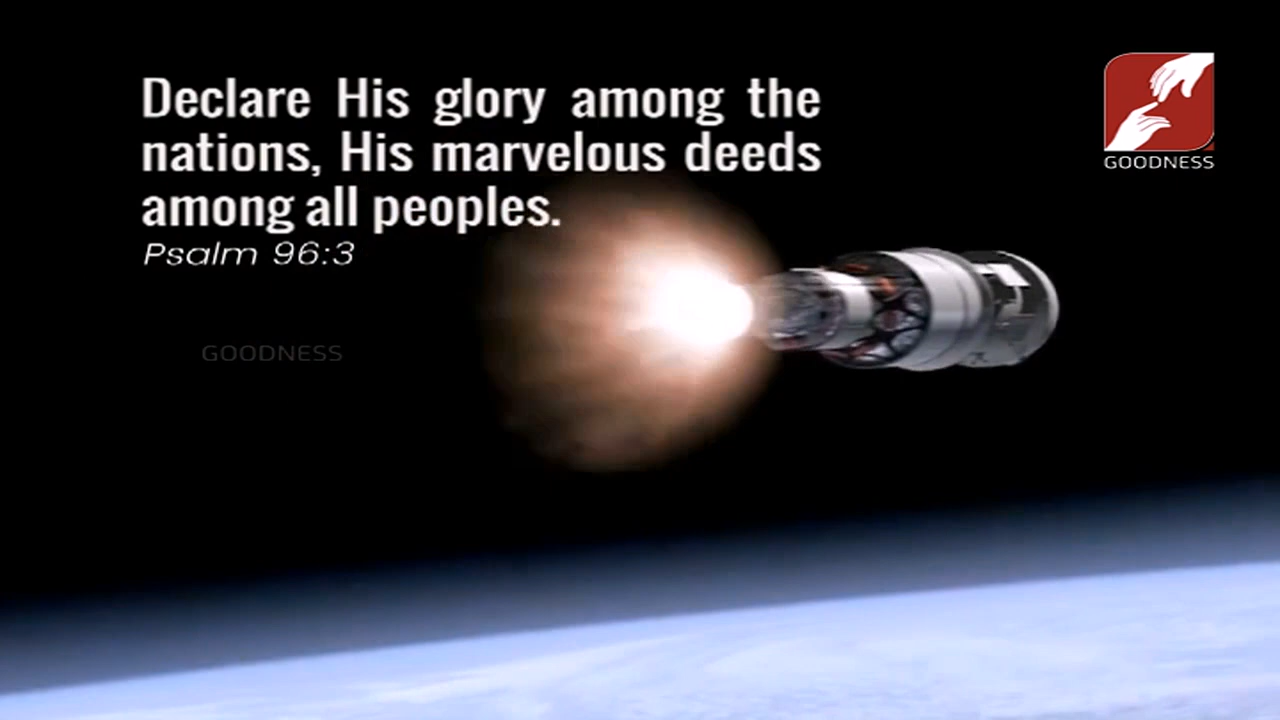 Declare His glory among the
nations, His marvelous deeds
among all peoples.
Psalm 96:3
GOODNESS
GOODNESS